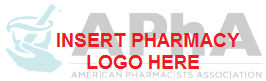 APhA
INSERT PHARMACY
LOGO HERE
AMERICAN PHARMACISTS ASSOCIATION